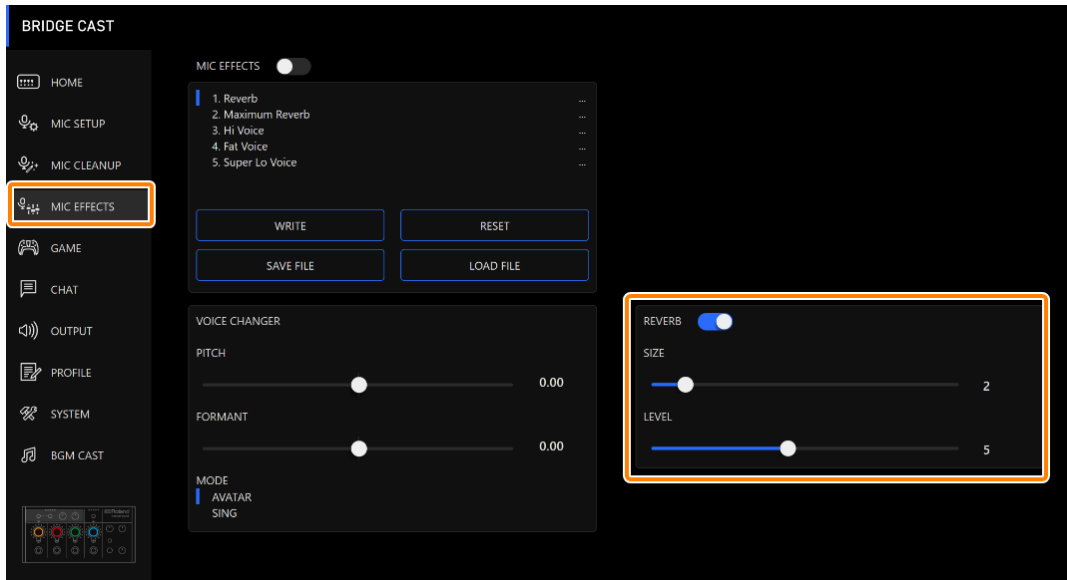 BRIDGE CAST
HOME
MIC SETUP
MIC CLEANUP
MIC EFFECTS
GAME
CHAT
OUTPUT
PROFILE
SYSTEM
BGM CAST
MIC EFFECTS
1. Reverb ...
2. Maximum Reverb ...
3. Hi Voice ...
4. Fat Voice ...
5. Super Lo Voice ...
WRITE RESET
SAVE FILE LOAD FILE
VOICE CHANGER
PITCH
0.00
FORMANT
0.00
MODE
AVATAR
SING
REVERB
SIZE
2
LEVEL
5